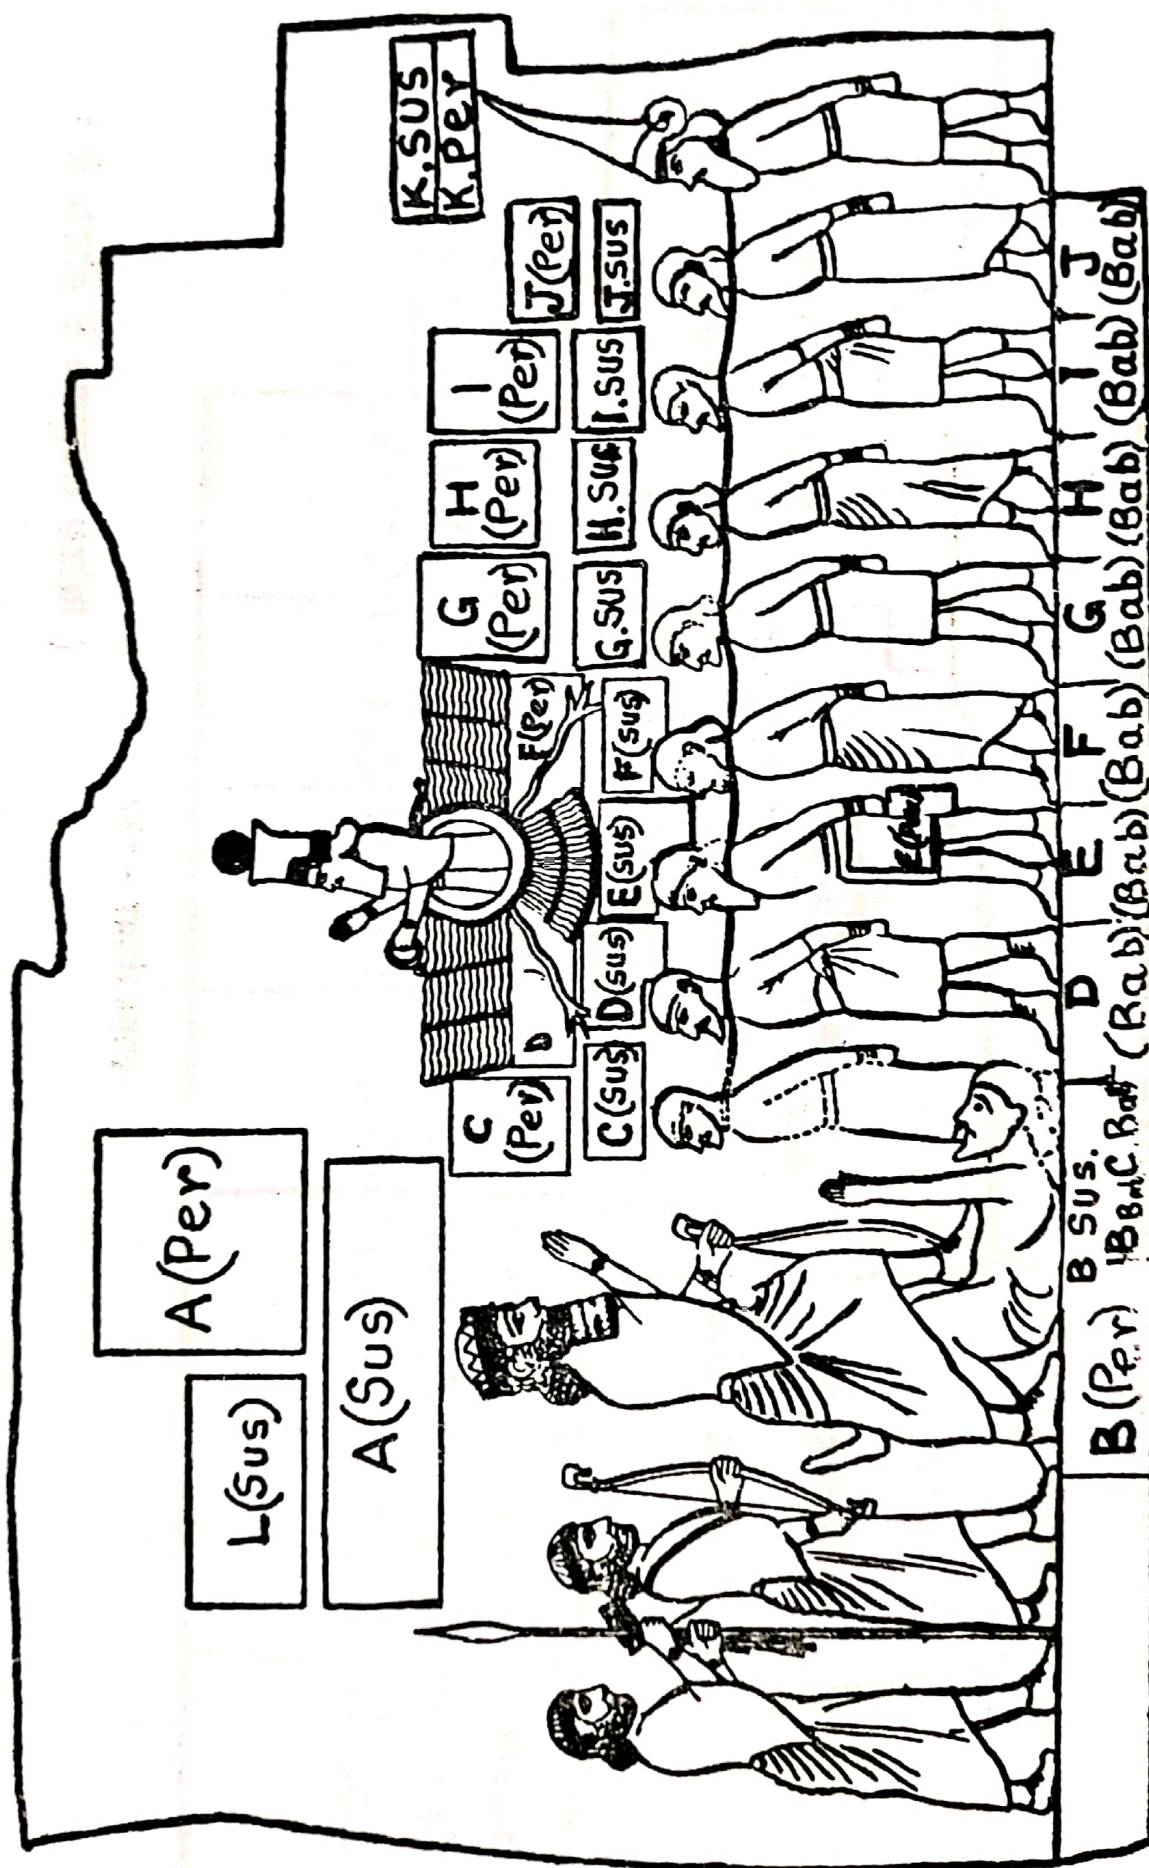 A(Per)
L(Sus)
A(Sus)
K.SUS
K.Per
C
(Per)
D
F(Per)
G
(Per)
H
(Per)
I
(Per)
J(Per)
C(SUS)
D(SUS)
E(SUS)
F(SUS)
G.SUS
H.SUS
I.SUS
J.SUS
E(Per)
B(Per)
B SUS.
D
E
F
G
H
I
J
(Bab)(Bab)(Bab)(Bab)(Bab)(Bab)(Bab)